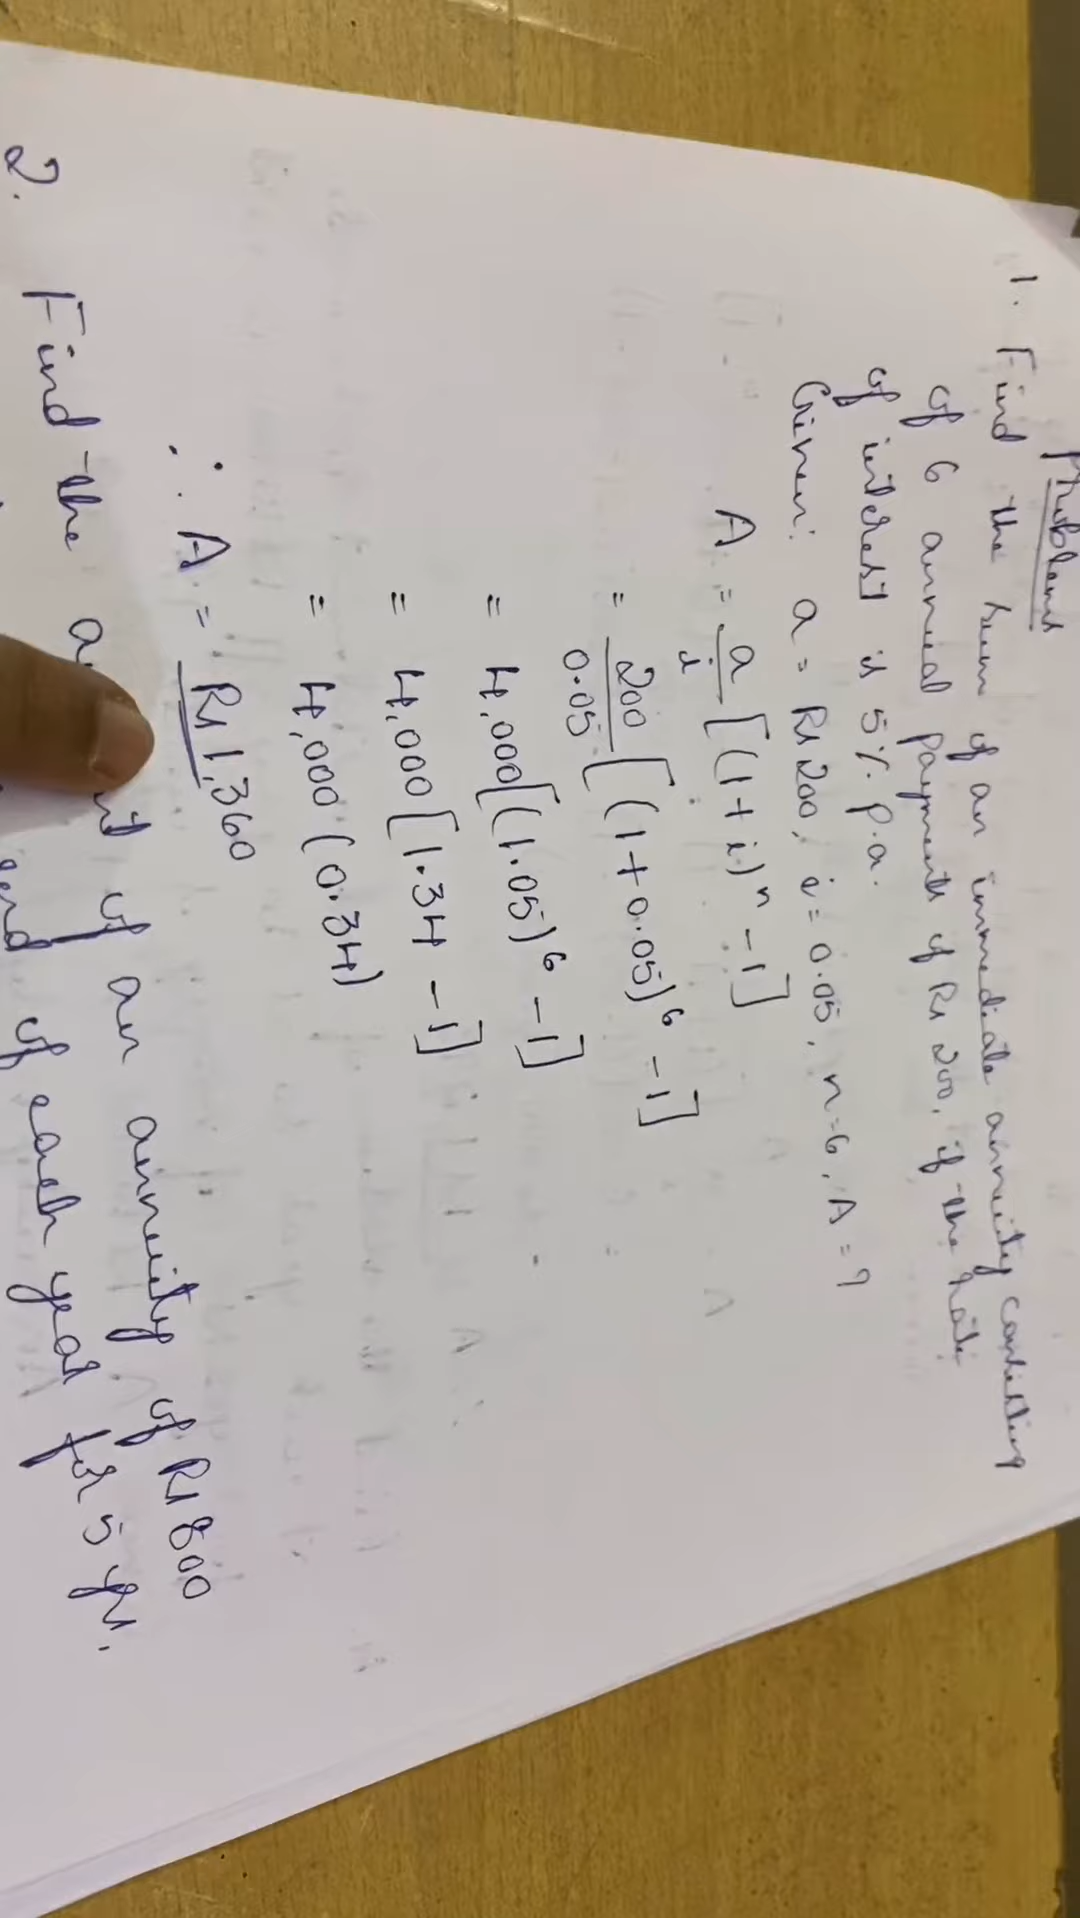 Problems
1. Find the sum of an immediate annuity consisting
of 6 annual payments of Rs 200, if the rate
of interest is 5% p.a.
Given: a = Rs 200, i = 0.05, n = 6, A = ?
A = a/i [(1 + i)^n - 1]
= 200/0.05 [(1 + 0.05)^6 - 1]
= 4,000 [(1.05)^6 - 1]
= 4,000 [1.34 - 1]
= 4,000 (0.34)
∴ A = Rs 1,360
2. Find the of an annuity of Rs 800
end of each year for 5 yrs.